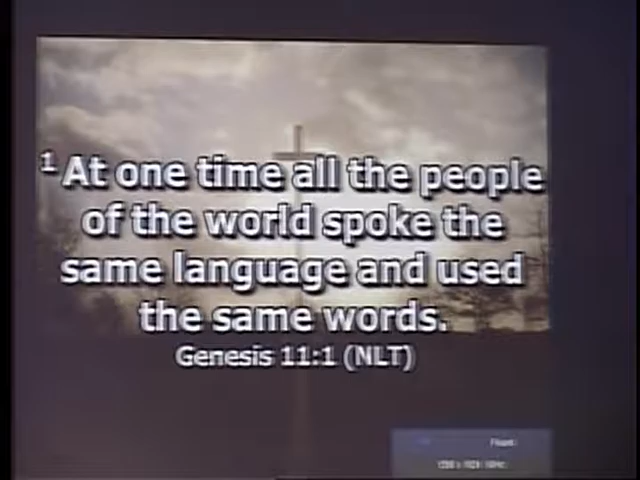 1 At one time all the people
of the world spoke the
same language and used
the same words.
Genesis 11:1 (NLT)